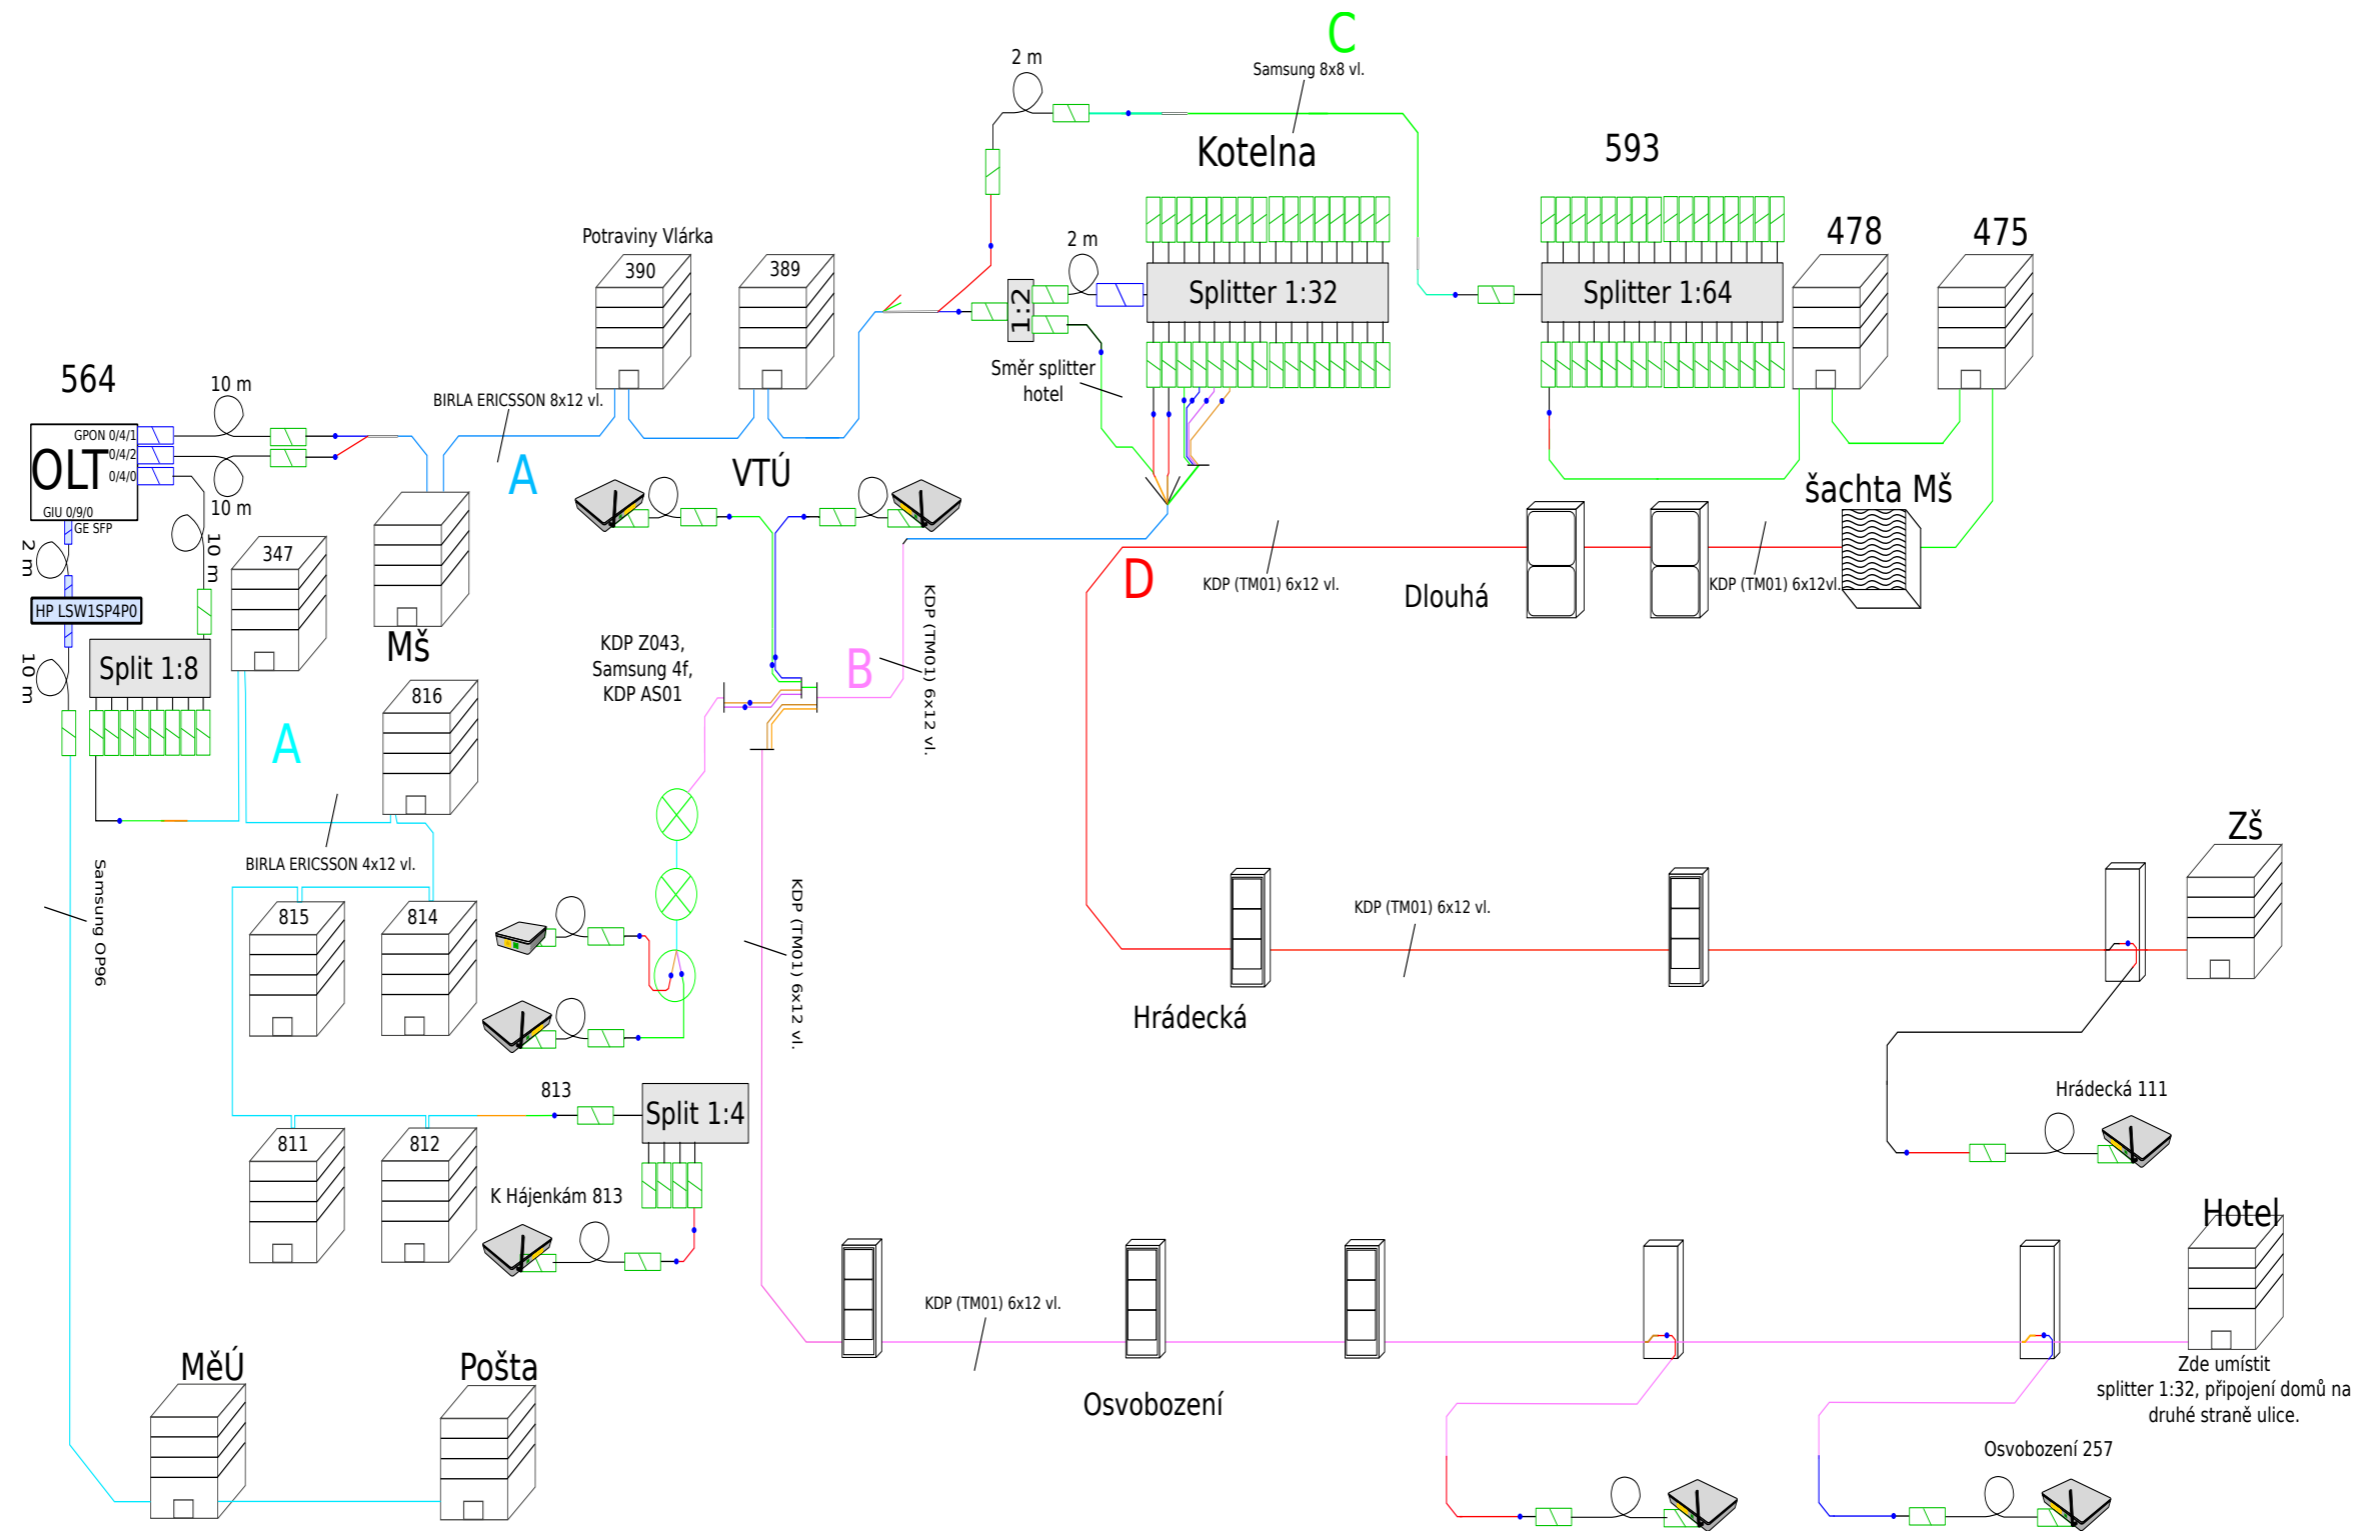 C
2 m
Samsung 8x8 vl.
Kotelna
593
478
475
Potraviny Vlárka
390
389
2 m
1:2
Splitter 1:32
Splitter 1:64
Směr splitter
hotel
564
10 m
BIRLA ERICSSON 8x12 vl.
GPON 0/4/1
OLT
0/4/2
0/4/0
GIU 0/9/0
GE SFP
10 m
A
VTÚ
šachta Mš
2 m
10 m
347
Mš
HP LSW1SP4P0
10 m
Split 1:8
816
A
KDP Z043,
Samsung 4f,
KDP AS01
B
KDP (TM01) 6x12 vl.
D
KDP (TM01) 6x12 vl.
Dlouhá
KDP (TM01) 6x12vl.
BIRLA ERICSSON 4x12 vl.
Samsung OP96
815
814
KDP (TM01) 6x12 vl.
KDP (TM01) 6x12 vl.
Zš
Hrádecká
813
Split 1:4
811
812
K Hájenkám 813
Hrádecká 111
Hotel
KDP (TM01) 6x12 vl.
Osvobození
Zde umístit
splitter 1:32, připojení domů na
druhé straně ulice.
MěÚ
Pošta
Osvobození 257